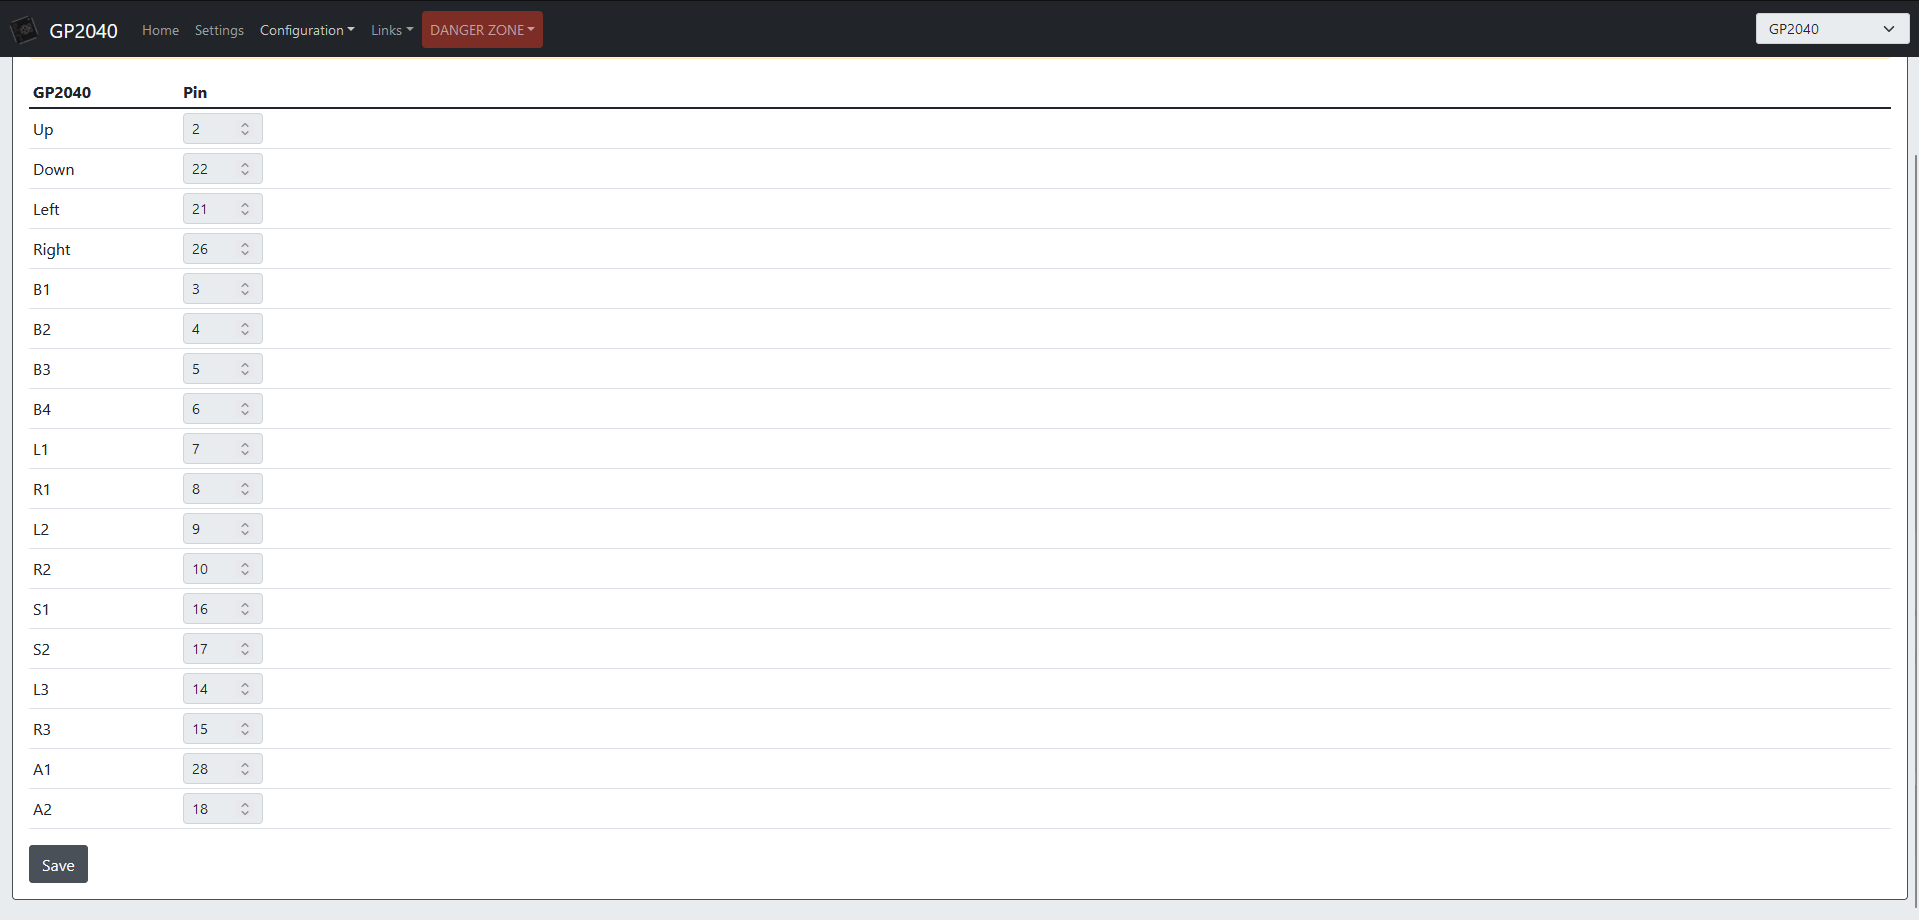 GP2040 Home Settings Configuration Links DANGER ZONE GP2040
GP2040 Pin
Up 2
Down 22
Left 21
Right 26
B1 3
B2 4
B3 5
B4 6
L1 7
R1 8
L2 9
R2 10
S1 16
S2 17
L3 14
R3 15
A1 28
A2 18
Save